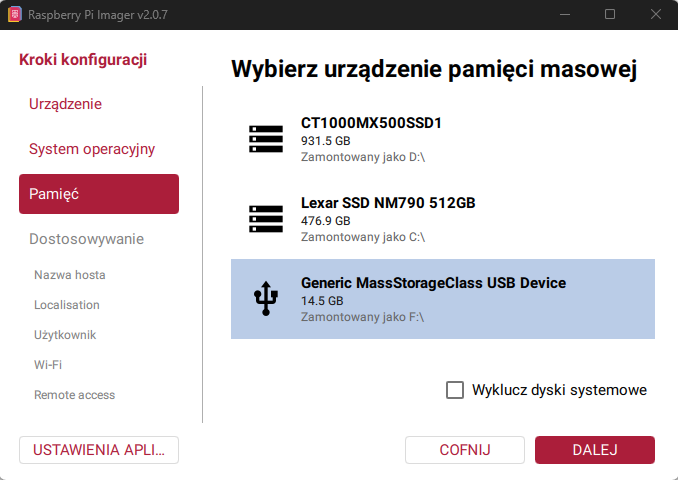 Raspberry Pi Imager v2.0.7
Kroki konfiguracji
Urządzenie
System operacyjny
Pamięć
Dostosowywanie
Nazwa hosta
Localisation
Użytkownik
Wi-Fi
Remote access
USTAWIENIA APLI...
Wybierz urządzenie pamięci masowej
CT1000MX500SSD1
931.5 GB
Zamontowany jako D:\
Lexar SSD NM790 512GB
476.9 GB
Zamontowany jako C:\
Generic MassStorageClass USB Device
14.5 GB
Zamontowany jako F:\
Wyklucz dyski systemowe
COFNIJ
DALEJ